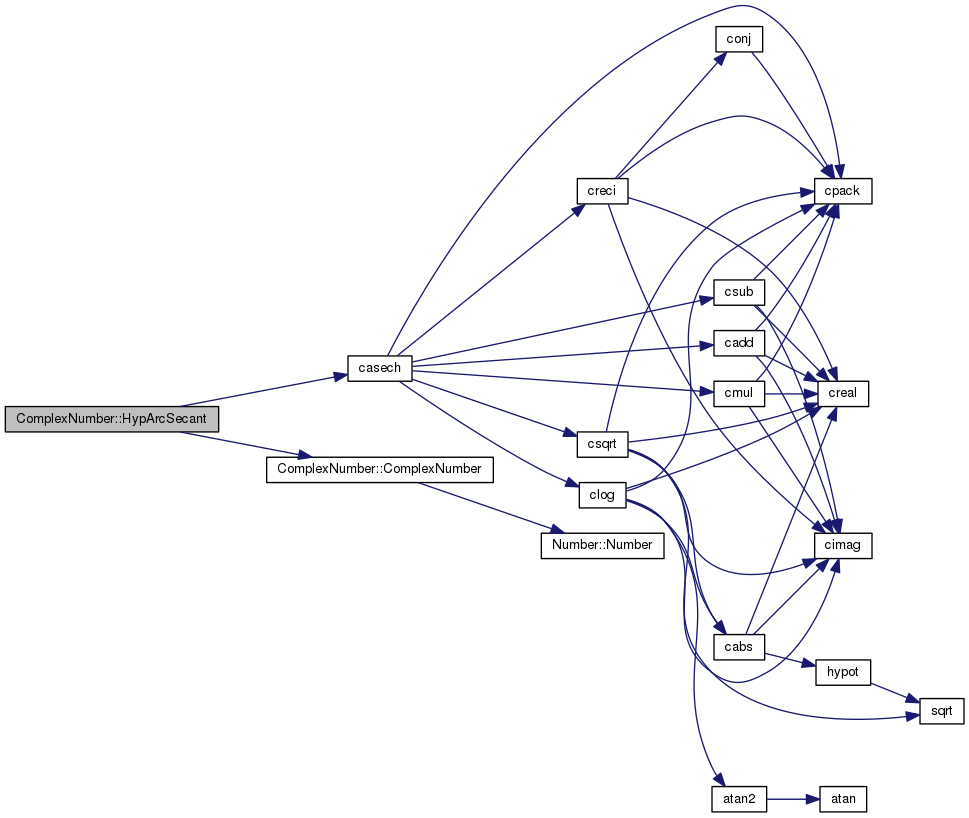 conj
creci
cpack
csub
cadd
casech
cmul
creal
ComplexNumber::HypArcSecant
csqrt
ComplexNumber::ComplexNumber
clog
Number::Number
cimag
cabs
hypot
sqrt
atan2
atan